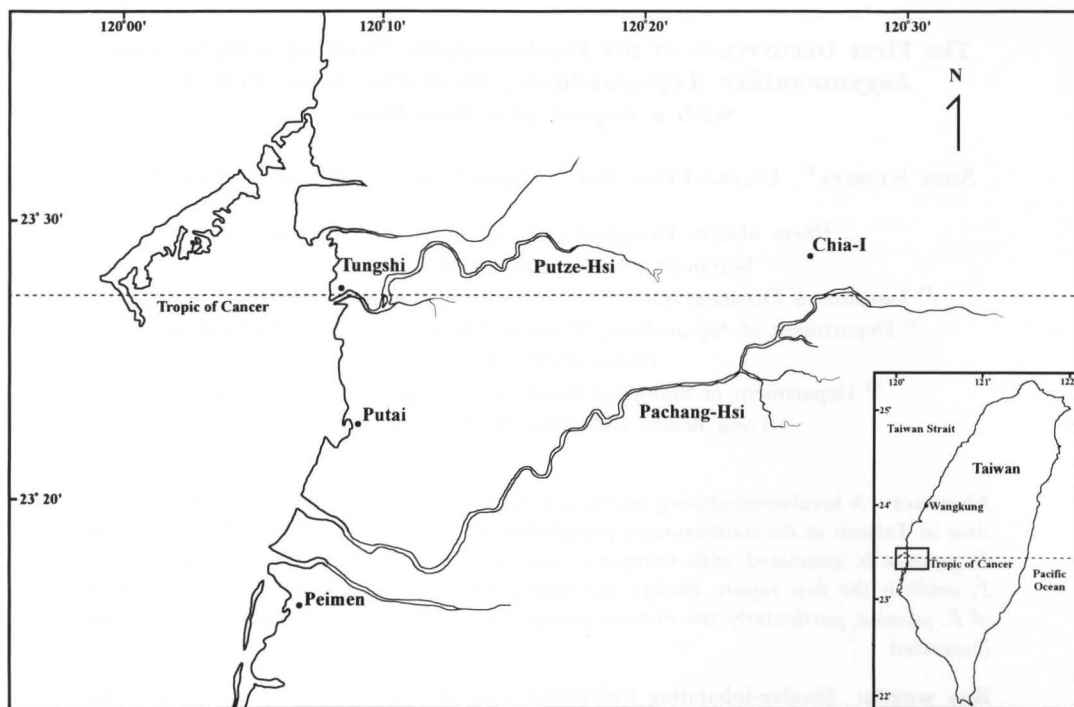 120°00'
120°10'
120°20'
120°30'
N
23°30'
Tungshi
Putze-Hsi
Chia-I
Tropic of Cancer
Putai
Pachang-Hsi
23°20'
Peimen
120°
121°
122°
25°
Taiwan Strait
Taiwan
24°
Wangkung
Tropic of Cancer
23°
Pacific
Ocean
22°